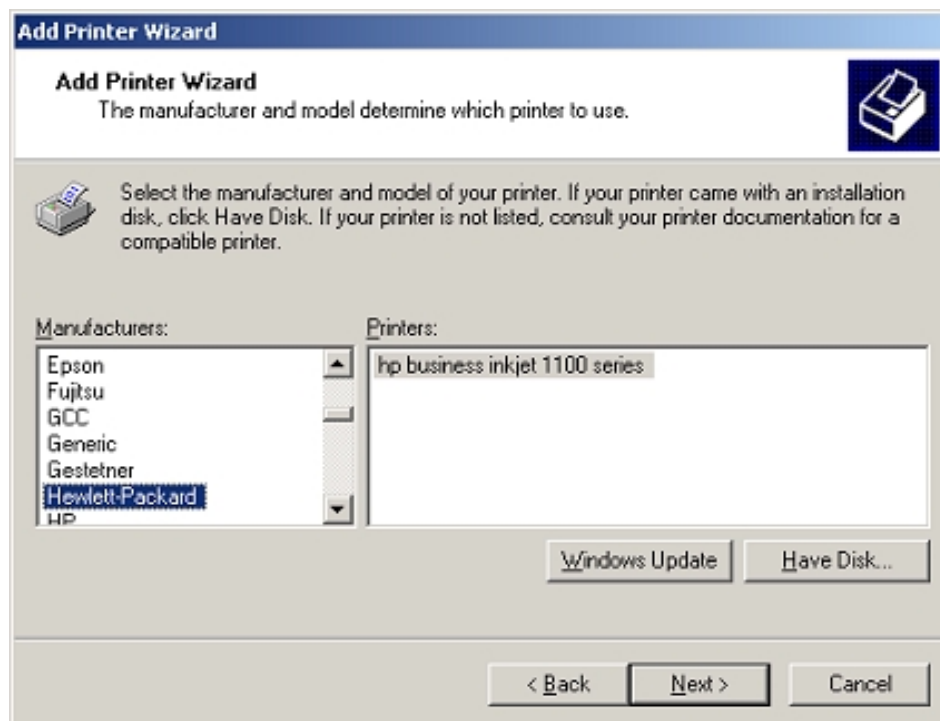 Add Printer Wizard
Add Printer Wizard
The manufacturer and model determine which printer to use.
Select the manufacturer and model of your printer. If your printer came with an installation
disk, click Have Disk. If your printer is not listed, consult your printer documentation for a
compatible printer.
Manufacturers:
Epson
Fujitsu
GCC
Generic
Gestetner
Hewlett-Packard
HP
Printers:
hp business inkjet 1100 series
Windows Update
Have Disk...
< Back
Next >
Cancel